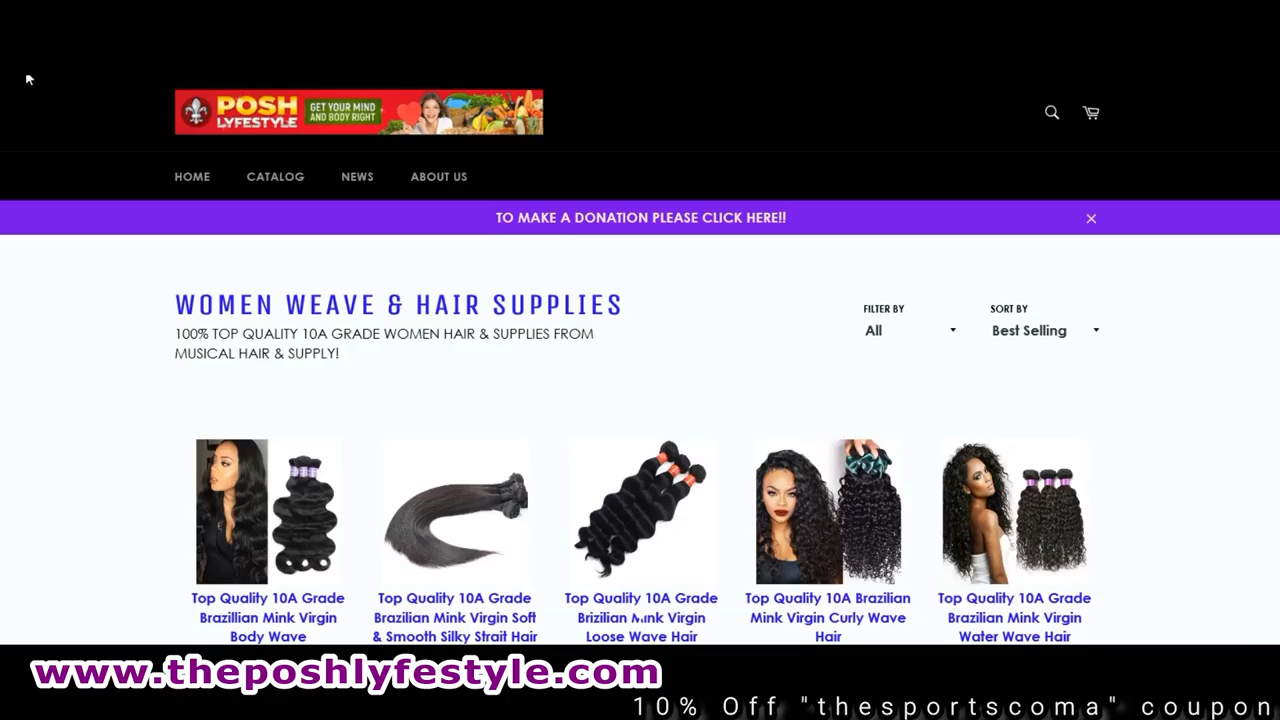 POSH
LYFESTYLE
GET YOUR MIND
AND BODY RIGHT
HOME CATALOG NEWS ABOUT US
TO MAKE A DONATION PLEASE CLICK HERE!!
WOMEN WEAVE & HAIR SUPPLIES
100% TOP QUALITY 10A GRADE WOMEN HAIR & SUPPLIES FROM
MUSICAL HAIR & SUPPLY!
FILTER BY
All
SORT BY
Best Selling
Top Quality 10A Grade
Brazillian Mink Virgin
Body Wave
Top Quality 10A Grade
Brazilian Mink Virgin Soft
& Smooth Silky Strait Hair
Top Quality 10A Grade
Brizilian Mink Virgin
Loose Wave Hair
Top Quality 10A Brazilian
Mink Virgin Curly Wave
Hair
Top Quality 10A Grade
Brazilian Mink Virgin
Water Wave Hair
www.theposhlyfestyle.com
10% Off "thesportscoma" coupon